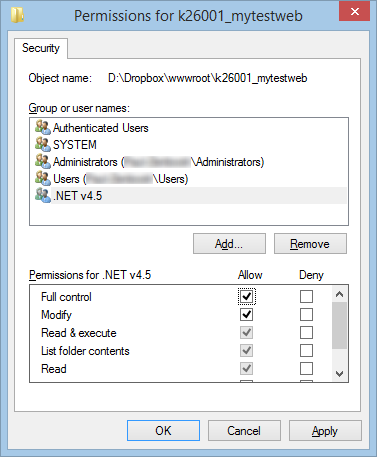 Permissions for k26001_mytestweb
Security
Object name: D:\Dropbox\wwwroot\k26001_mytestweb
Group or user names:
Authenticated Users
SYSTEM
Administrators (\Administrators)
Users (\Users)
.NET v4.5
Add... Remove
Permissions for .NET v4.5 Allow Deny
Full control
Modify
Read & execute
List folder contents
Read
OK Cancel Apply